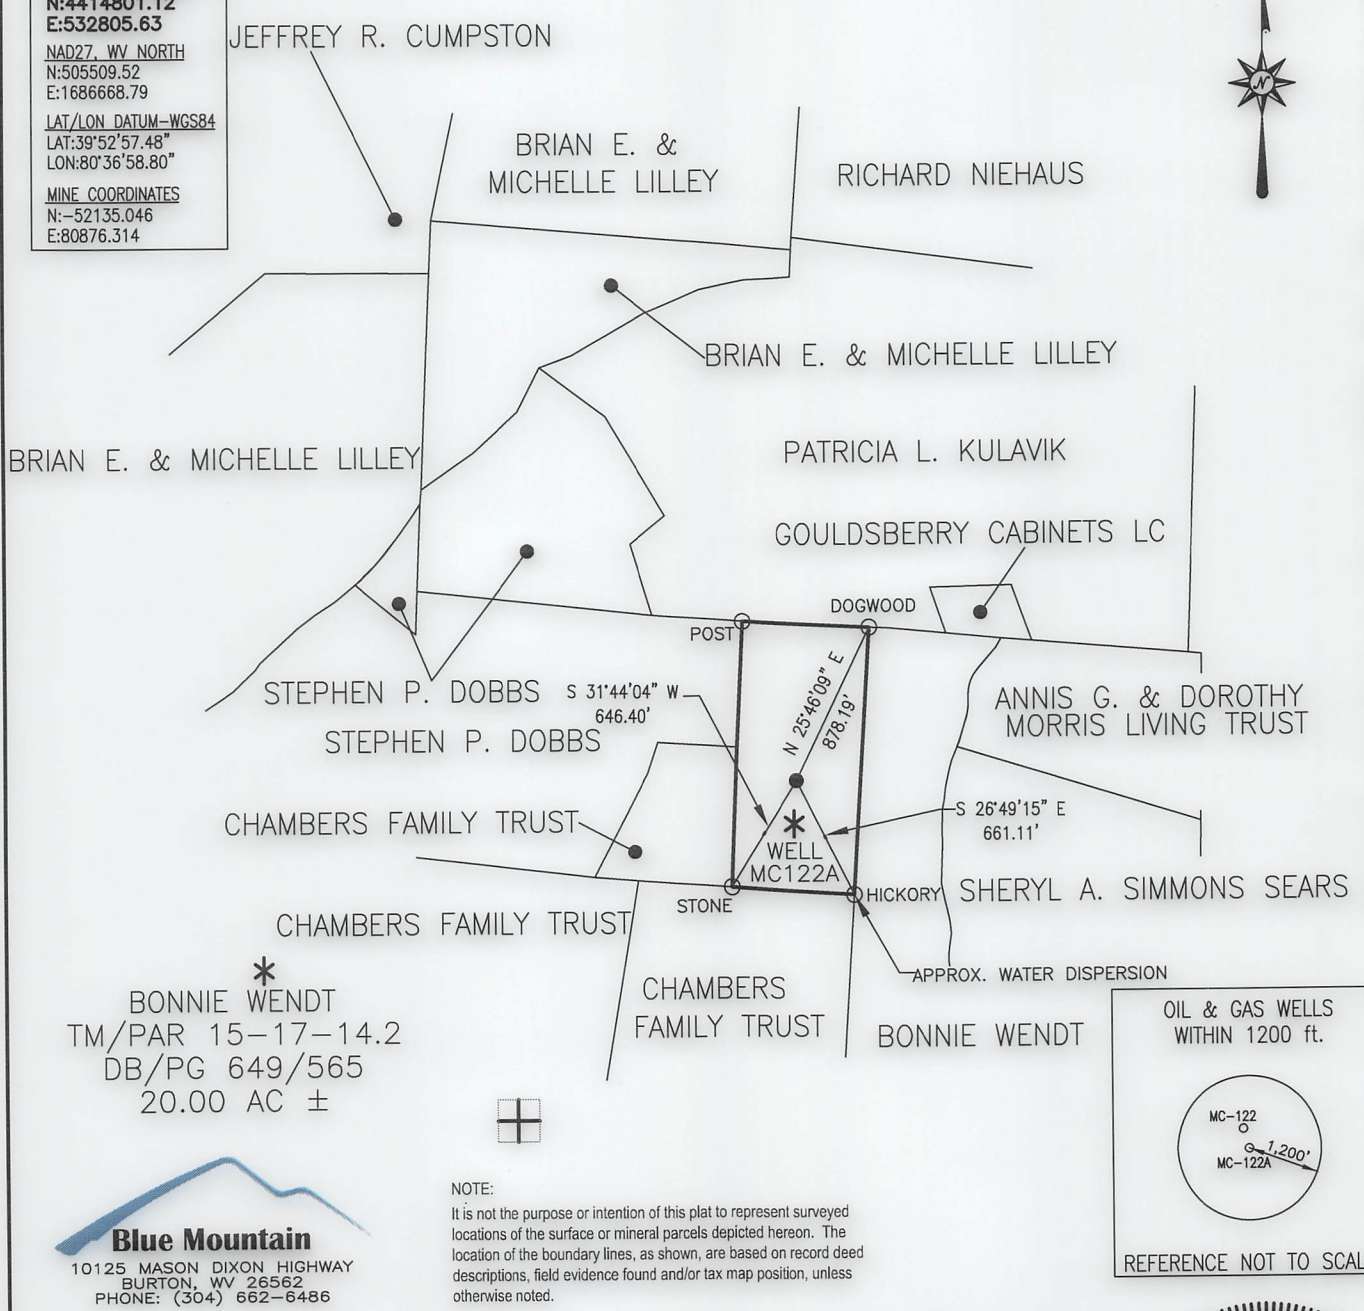 N:4414801.12
E:532805.63
NAD27, WV NORTH
N:505509.52
E:1686668.79
LAT/LON DATUM-WGS84
LAT:39°52'57.48"
LON:80°36'58.80"
MINE COORDINATES
N:-52135.046
E:80876.314
JEFFREY R. CUMPSTON
N
BRIAN E. &
MICHELLE LILLEY
RICHARD NIEHAUS
BRIAN E. & MICHELLE LILLEY
BRIAN E. & MICHELLE LILLEY
PATRICIA L. KULAVIK
GOULDSBERRY CABINETS LC
DOGWOOD
POST
N 25°46'09" E
878.19'
STEPHEN P. DOBBS
S 31°44'04" W
646.40'
STEPHEN P. DOBBS
ANNIS G. & DOROTHY
MORRIS LIVING TRUST
CHAMBERS FAMILY TRUST
S 26°49'15" E
661.11'
WELL
MC122A
STONE
HICKORY
SHERYL A. SIMMONS SEARS
CHAMBERS FAMILY TRUST
APPROX. WATER DISPERSION
CHAMBERS
FAMILY TRUST
BONNIE WENDT
BONNIE WENDT
TM/PAR 15-17-14.2
DB/PG 649/565
20.00 AC ±
OIL & GAS WELLS
WITHIN 1200 ft.
MC-122
MC-122A
1,200'
REFERENCE NOT TO SCAL
Blue Mountain
10125 MASON DIXON HIGHWAY
BURTON, WV 26562
PHONE: (304) 662-6486
NOTE:
It is not the purpose or intention of this plat to represent surveyed
locations of the surface or mineral parcels depicted hereon. The
location of the boundary lines, as shown, are based on record deed
descriptions, field evidence found and/or tax map position, unless
otherwise noted.